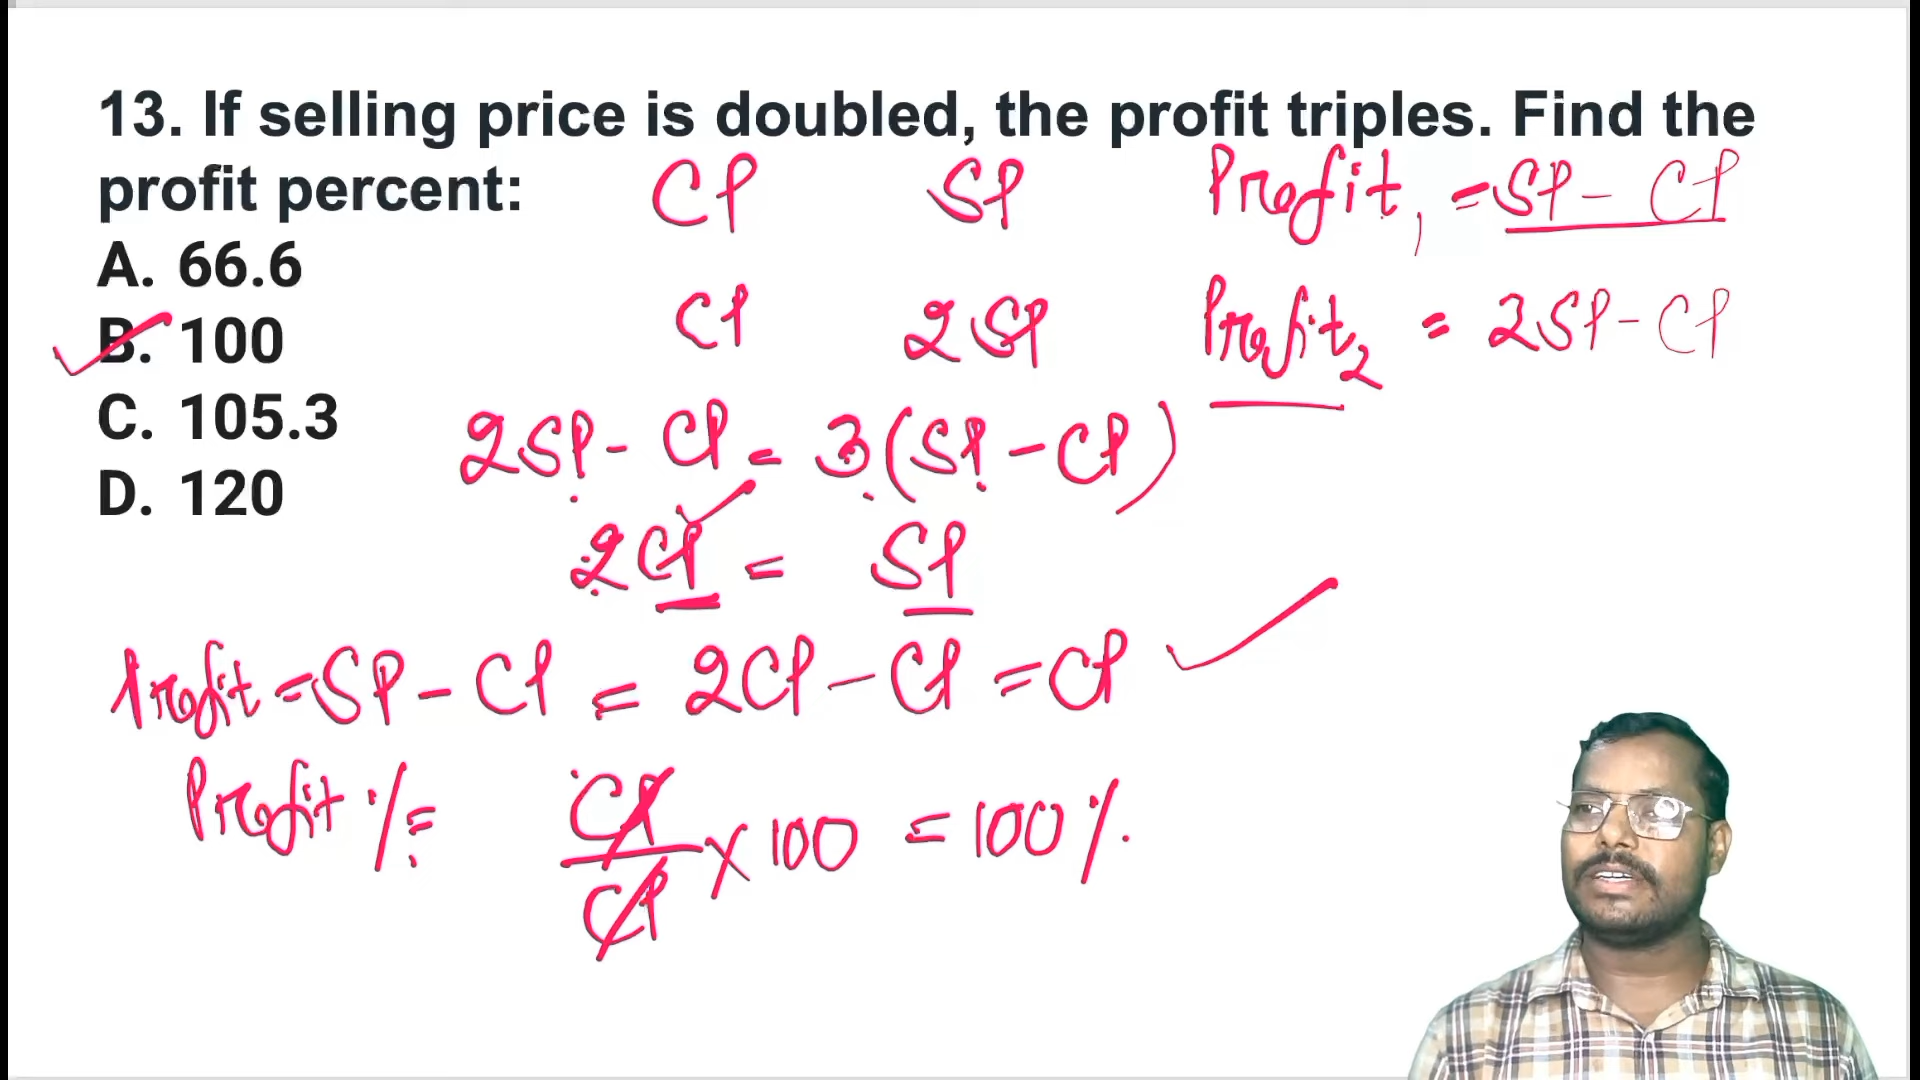 13. If selling price is doubled, the profit triples. Find the
profit percent:
A. 66.6
B. 100
C. 105.3
D. 120
CP SP Profit₁ = SP - CP
CP 2SP Profit₂ = 2SP - CP
2SP - CP = 3(SP - CP)
2CP = SP
Profit = SP - CP = 2CP - CP = CP
Profit % = CP/CP × 100 = 100%.